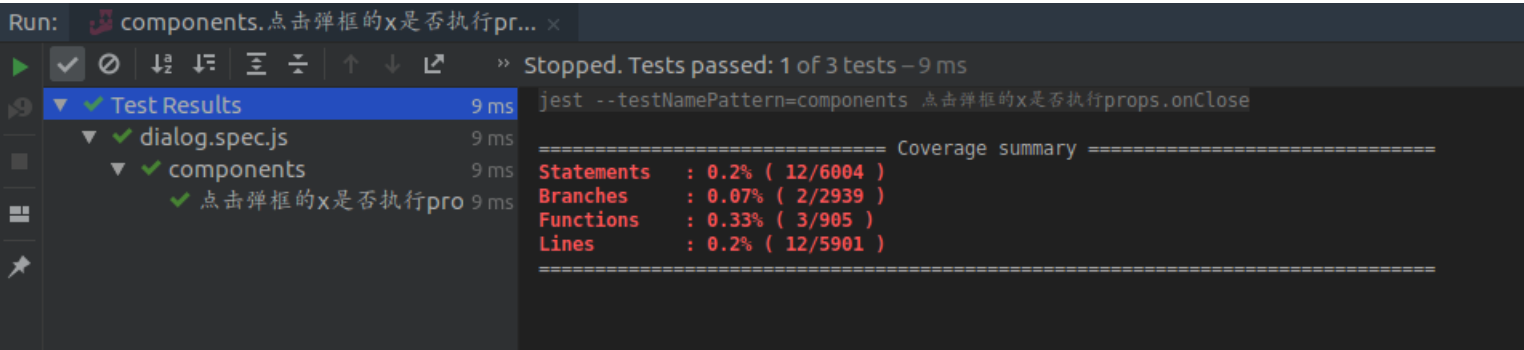 Run: components.点击弹框的x是否执行pr...
Stopped. Tests passed: 1 of 3 tests – 9 ms
Test Results 9 ms
dialog.spec.js 9 ms
components 9 ms
点击弹框的x是否执行pro 9 ms
jest --testNamePattern=components 点击弹框的x是否执行props.onClose
=============================== Coverage summary ===============================
Statements : 0.2% ( 12/6004 )
Branches : 0.07% ( 2/2939 )
Functions : 0.33% ( 3/905 )
Lines : 0.2% ( 12/5901 )
================================================================================